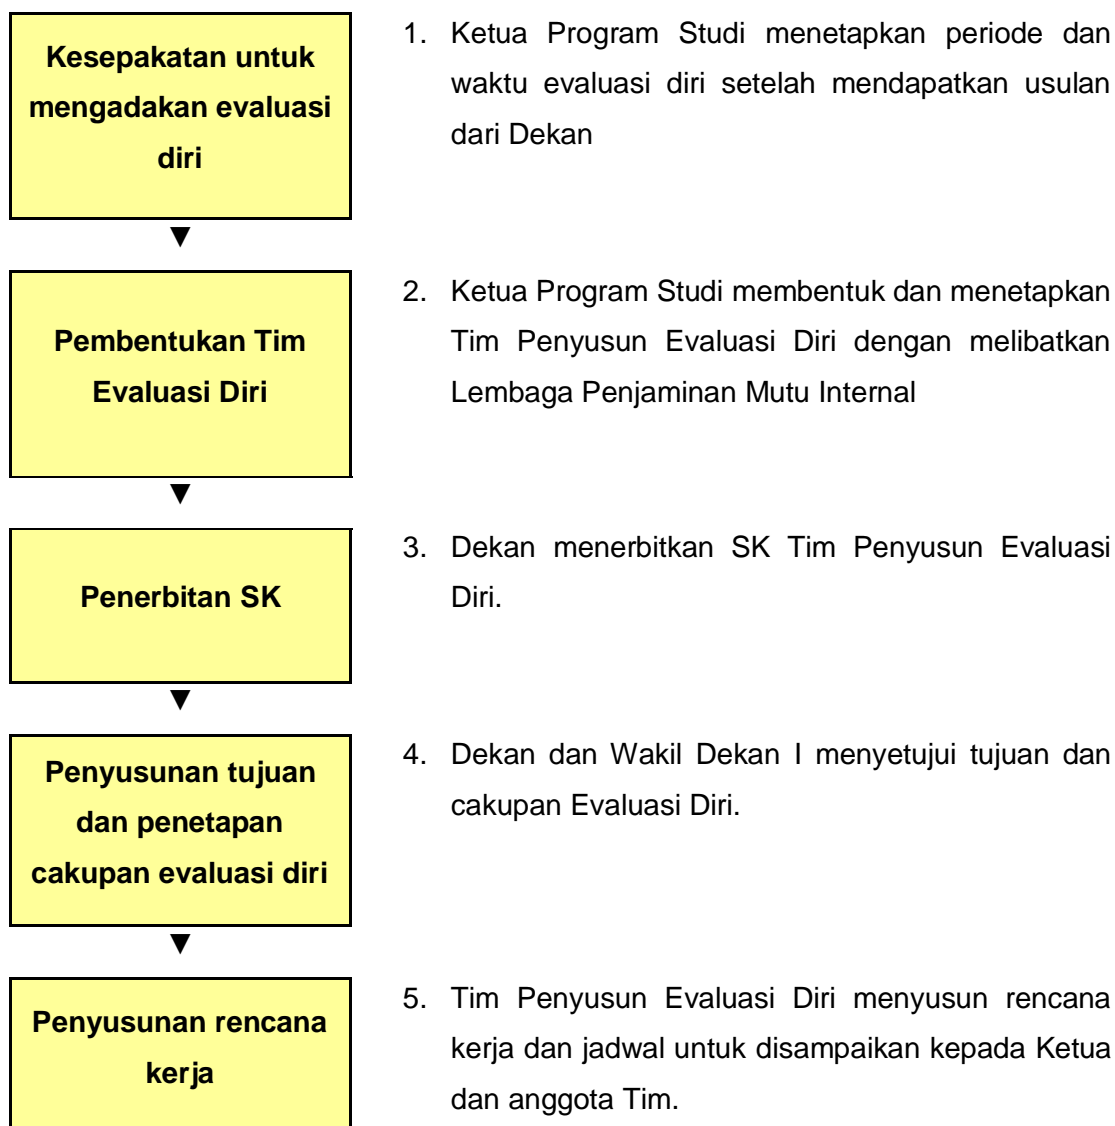 Kesepakatan untuk
mengadakan evaluasi
diri
1. Ketua Program Studi menetapkan periode dan
waktu evaluasi diri setelah mendapatkan usulan
dari Dekan
▼
Pembentukan Tim
Evaluasi Diri
2. Ketua Program Studi membentuk dan menetapkan
Tim Penyusun Evaluasi Diri dengan melibatkan
Lembaga Penjaminan Mutu Internal
▼
Penerbitan SK
3. Dekan menerbitkan SK Tim Penyusun Evaluasi
Diri.
▼
Penyusunan tujuan
dan penetapan
cakupan evaluasi diri
4. Dekan dan Wakil Dekan I menyetujui tujuan dan
cakupan Evaluasi Diri.
▼
Penyusunan rencana
kerja
5. Tim Penyusun Evaluasi Diri menyusun rencana
kerja dan jadwal untuk disampaikan kepada Ketua
dan anggota Tim.